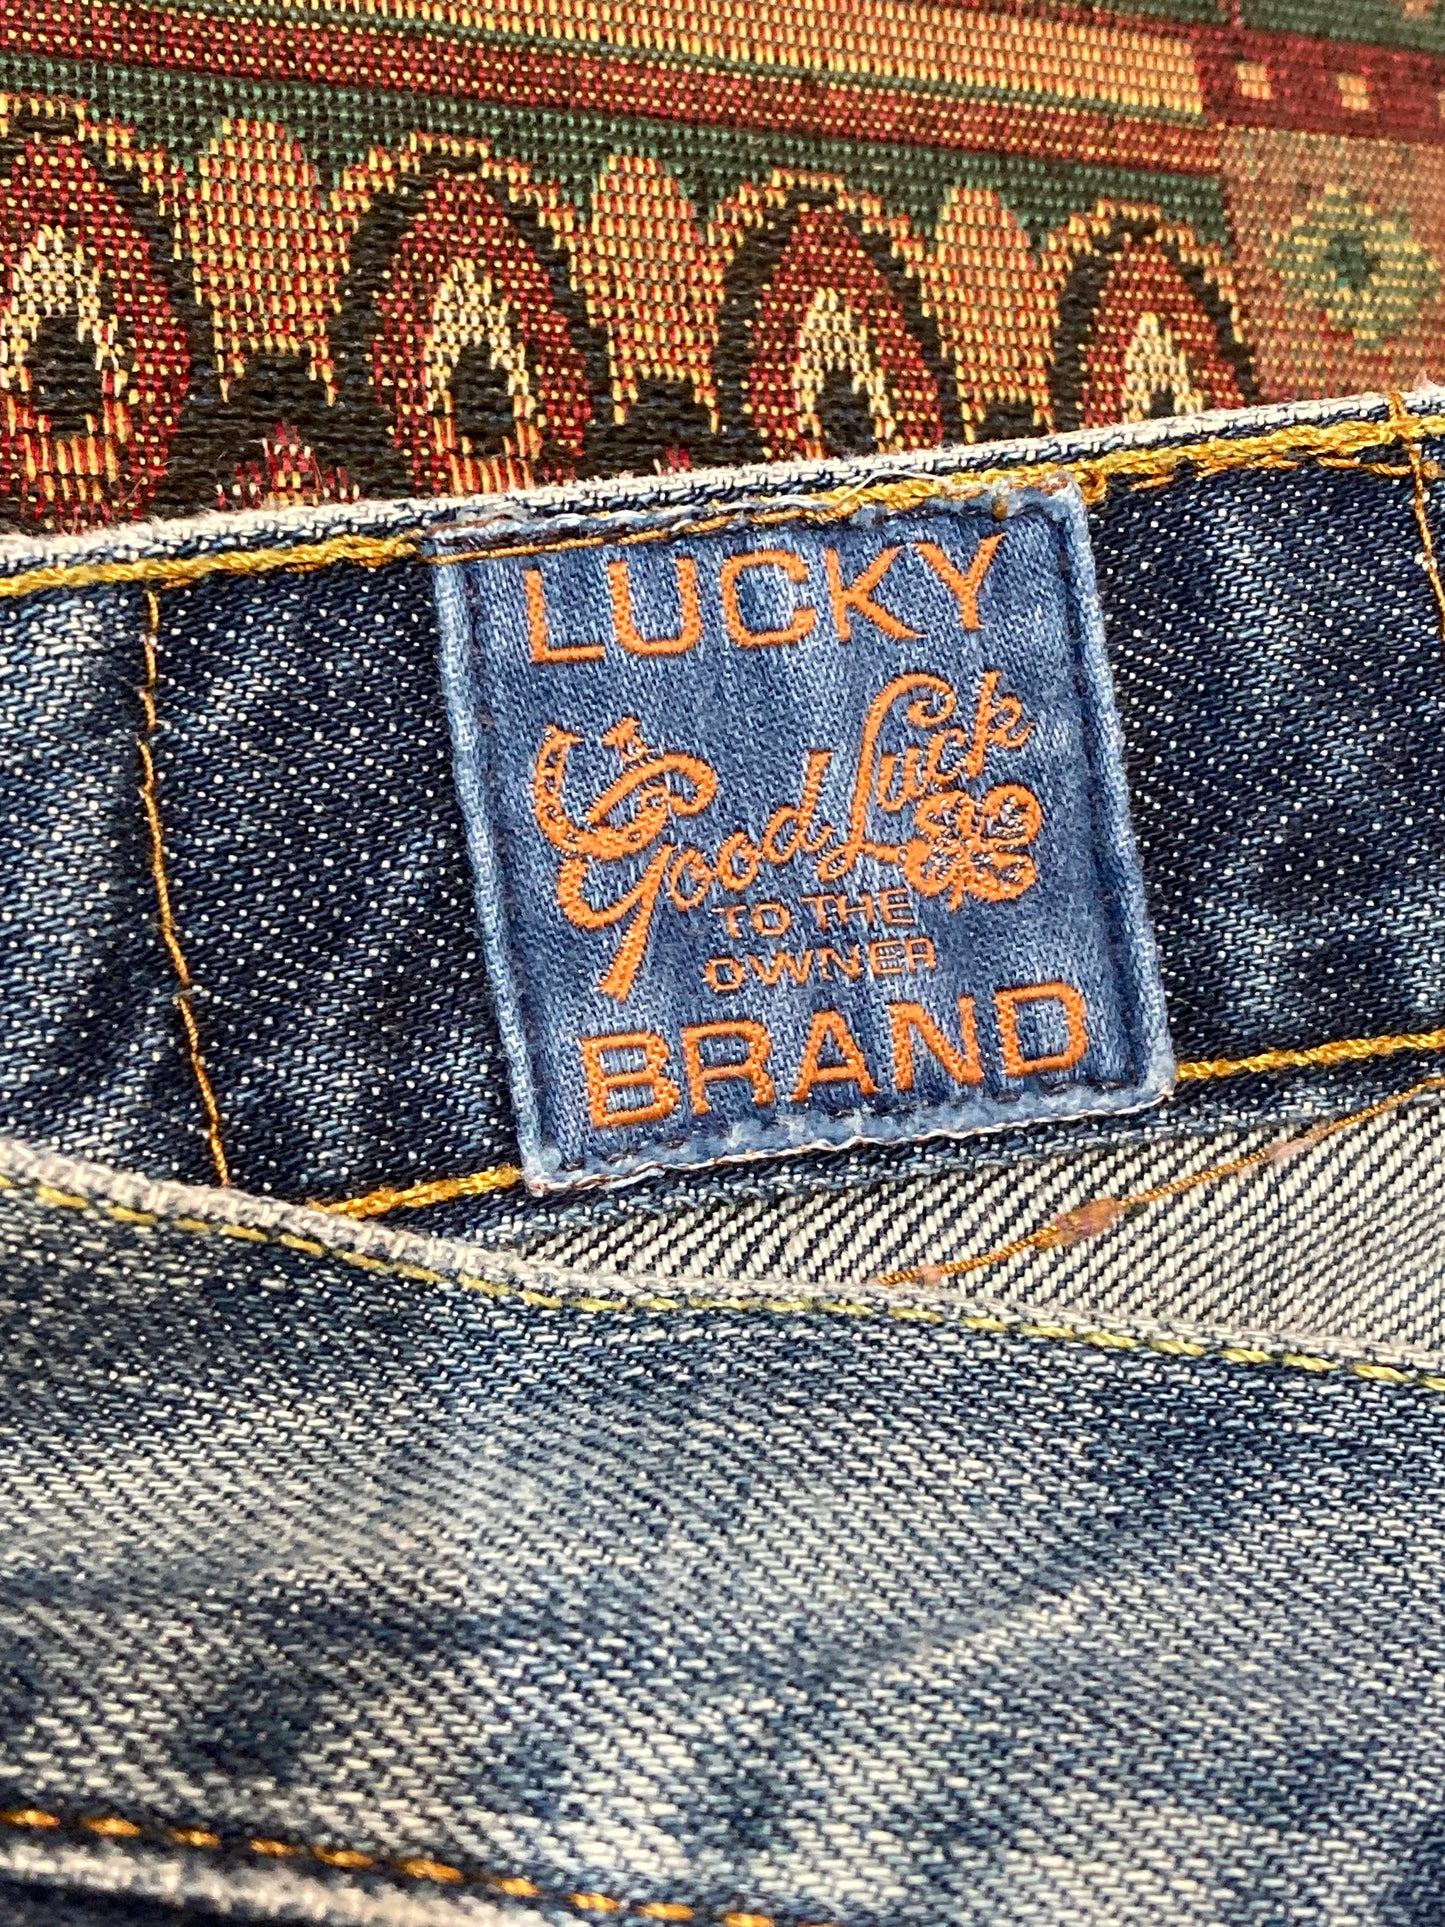 LUCKY
Good Luck
TO THE
OWNER
BRAND